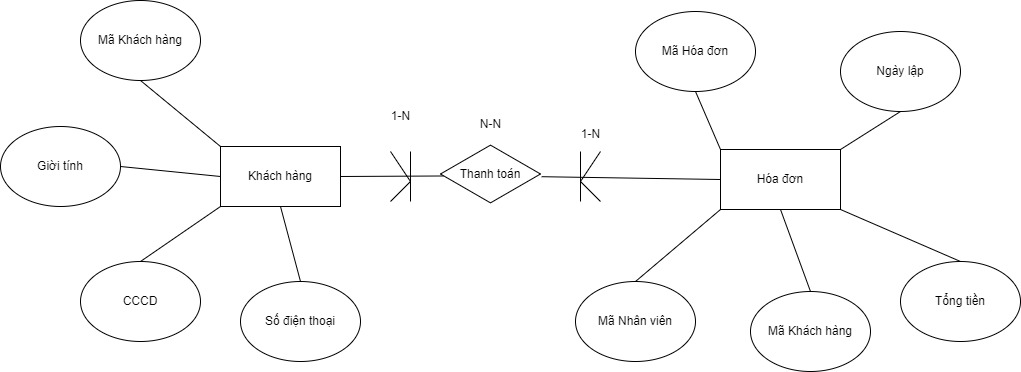 Mã Khách hàng
Mã Hóa đơn
Ngày lập
1-N
N-N
1-N
Giời tính
Khách hàng
Thanh toán
Hóa đơn
CCCD
Số điện thoại
Mã Nhân viên
Mã Khách hàng
Tổng tiền